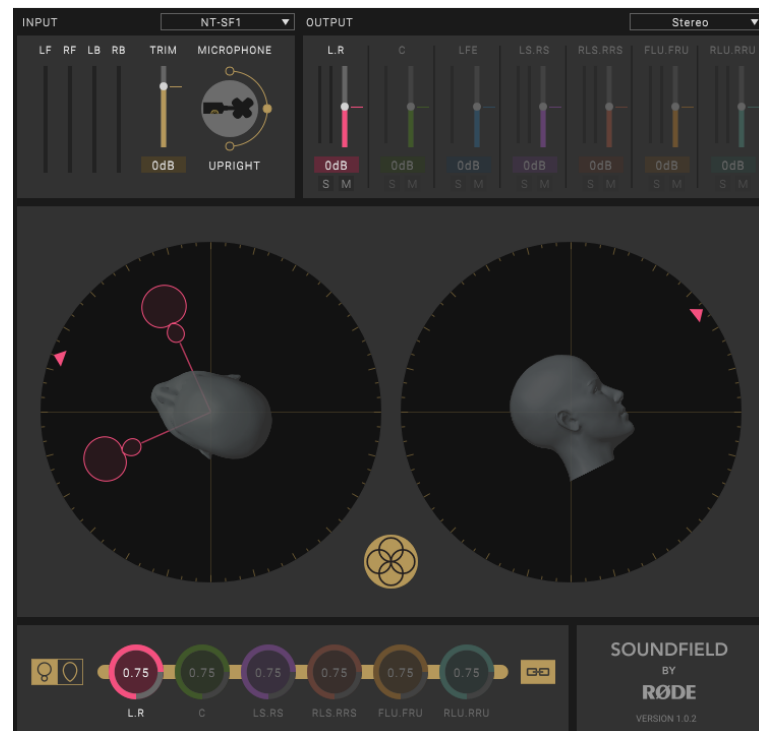 INPUT NT-SF1 OUTPUT Stereo
LF RF LB RB TRIM MICROPHONE L.R C LFE LS.RS RLS.RRS FLU.FRU RLU.RRU
0dB UPRIGHT 0dB 0dB 0dB 0dB 0dB 0dB 0dB
S M S M S M S M S M S M S M
0.75 0.75 0.75 0.75 0.75 0.75
L.R C LS.RS RLS.RRS FLU.FRU RLU.RRU
SOUNDFIELD
BY
RØDE
VERSION 1.0.2